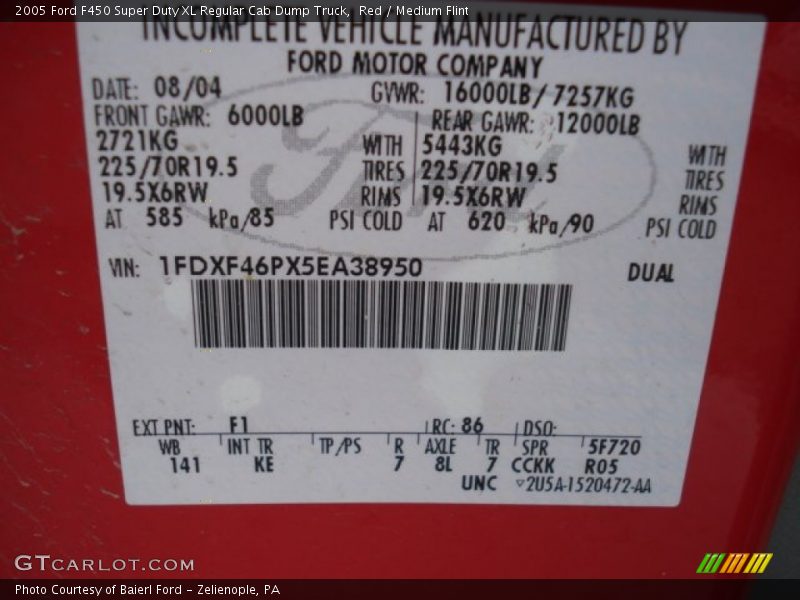 2005 Ford F450 Super Duty XL Regular Cab Dump Truck, Red / Medium Flint
INCOMPLETE VEHICLE MANUFACTURED BY
FORD MOTOR COMPANY
DATE: 08/04 GVWR: 16000LB/ 7257KG
FRONT GAWR: 6000LB REAR GAWR: 12000LB
2721KG WITH 5443KG WITH
225/70R19.5 TIRES 225/70R19.5 TIRES
19.5X6RW RIMS 19.5X6RW RIMS
AT 585 kPa/85 PSI COLD AT 620 kPa/90 PSI COLD
VIN: 1FDXF46PX5EA38950 DUAL
Ford
EXT PNT: F1 RC: 86 DSO:
WB INT TR TP/PS R AXLE TR SPR 5F720
141 KE 7 8L 7 CCKK R05
UNC ▽2U5A-1520472-AA
GTCARLOT.COM
Photo Courtesy of Baierl Ford - Zelienople, PA